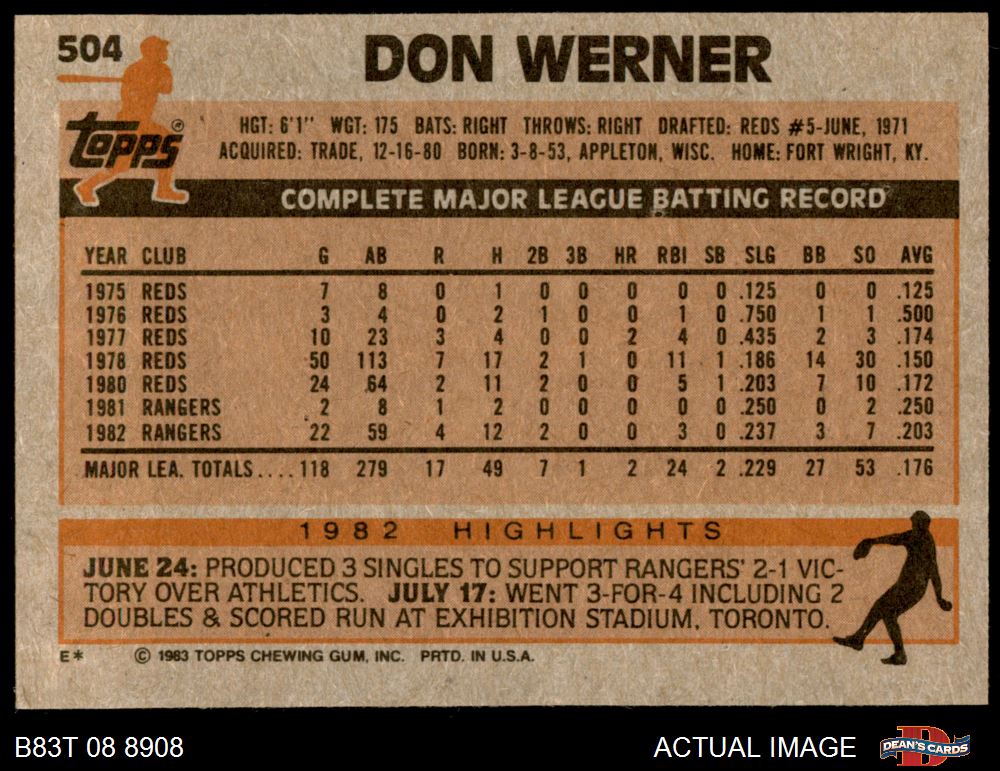 504 DON WERNER
Topps®
HGT: 6'1" WGT: 175 BATS: RIGHT THROWS: RIGHT DRAFTED: REDS #5-JUNE, 1971
ACQUIRED: TRADE, 12-16-80 BORN: 3-8-53, APPLETON, WISC. HOME: FORT WRIGHT, KY.
COMPLETE MAJOR LEAGUE BATTING RECORD
YEAR CLUB G AB R H 2B 3B HR RBI SB SLG BB SO AVG
1975 REDS 7 8 0 1 0 0 0 0 0 .125 0 0 .125
1976 REDS 3 4 0 2 1 0 0 1 0 .750 1 1 .500
1977 REDS 10 23 3 4 0 0 2 4 0 .435 2 3 .174
1978 REDS 50 113 7 17 2 1 0 11 1 .186 14 30 .150
1980 REDS 24 64 2 11 2 0 0 5 1 .203 7 10 .172
1981 RANGERS 2 8 1 2 0 0 0 0 0 .250 0 2 .250
1982 RANGERS 22 59 4 12 2 0 0 3 0 .237 3 7 .203
MAJOR LEA. TOTALS.... 118 279 17 49 7 1 2 24 2 .229 27 53 .176
1982 HIGHLIGHTS
JUNE 24: PRODUCED 3 SINGLES TO SUPPORT RANGERS' 2-1 VIC-
TORY OVER ATHLETICS. JULY 17: WENT 3-FOR-4 INCLUDING 2
DOUBLES & SCORED RUN AT EXHIBITION STADIUM, TORONTO.
E* © 1983 TOPPS CHEWING GUM, INC. PRTD. IN U.S.A.
B83T 08 8908 ACTUAL IMAGE DEAN'S CARDS